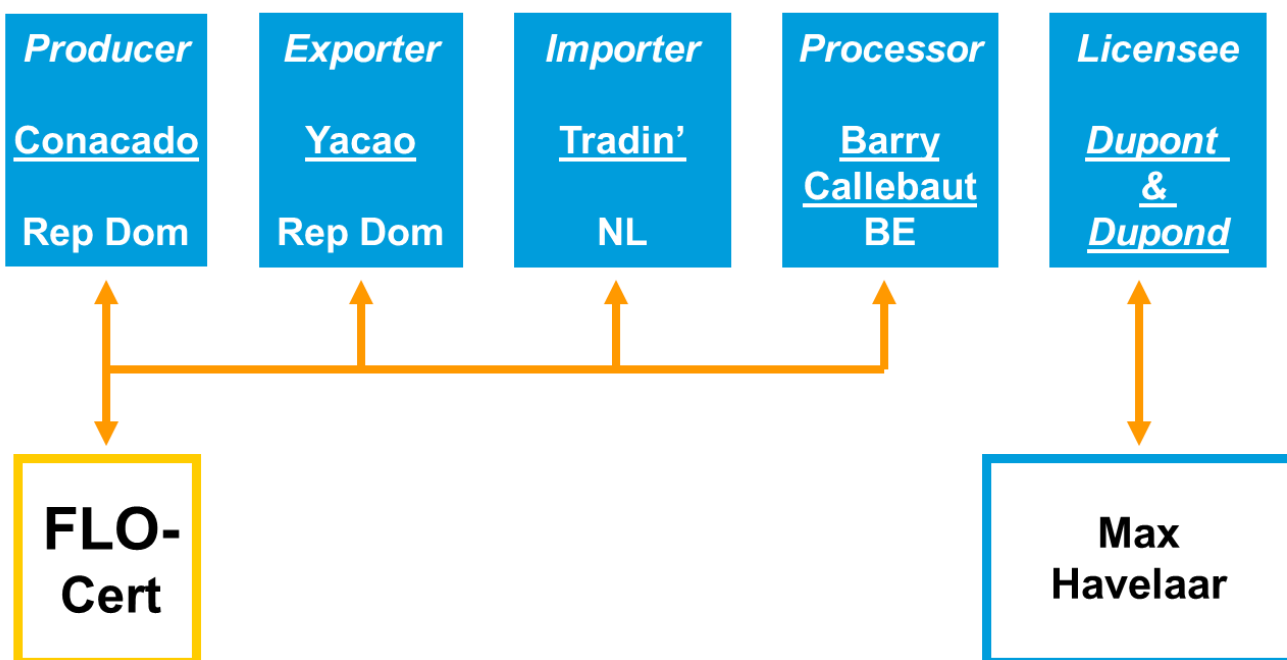 Producer
Conacado
Rep Dom
Exporter
Yacao
Rep Dom
Importer
Tradin’
NL
Processor
Barry
Callebaut
BE
Licensee
Dupont
&
Dupond
FLO-
Cert
Max
Havelaar